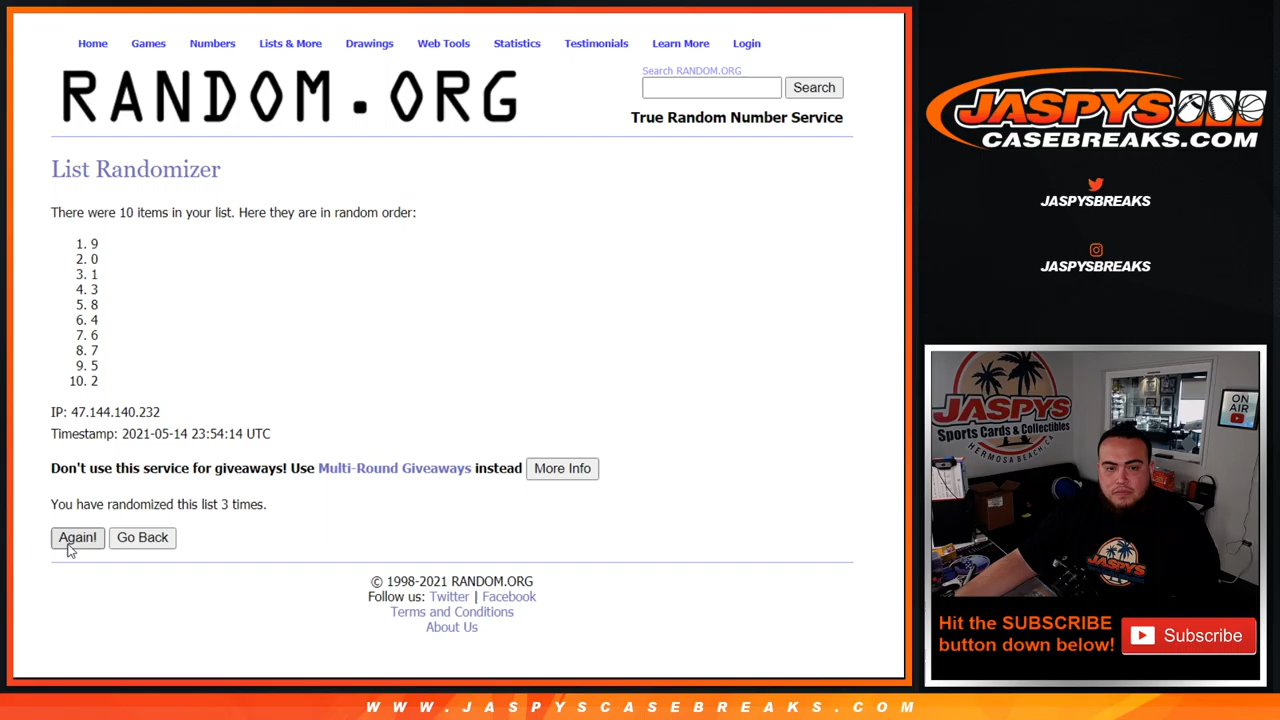 Home Games Numbers Lists & More Drawings Web Tools Statistics Testimonials Learn More Login
RANDOM.ORG
Search RANDOM.ORG
Search
True Random Number Service
List Randomizer
There were 10 items in your list. Here they are in random order:
1. 9
2. 0
3. 1
4. 3
5. 8
6. 4
7. 6
8. 7
9. 5
10. 2
IP: 47.144.140.232
Timestamp: 2021-05-14 23:54:14 UTC
Don't use this service for giveaways! Use Multi-Round Giveaways instead More Info
You have randomized this list 3 times.
Again! Go Back
© 1998-2021 RANDOM.ORG
Follow us: Twitter | Facebook
Terms and Conditions
About Us
JASPYS
CASEBREAKS.COM
JASPYSBREAKS
JASPYSBREAKS
JASPYS
Sports Cards & Collectibles
HERMOSA BEACH, CA
ON AIR
JASPYS
Hit the SUBSCRIBE
button down below!
Subscribe
WWW.JASPYSCASEBREAKS.COM